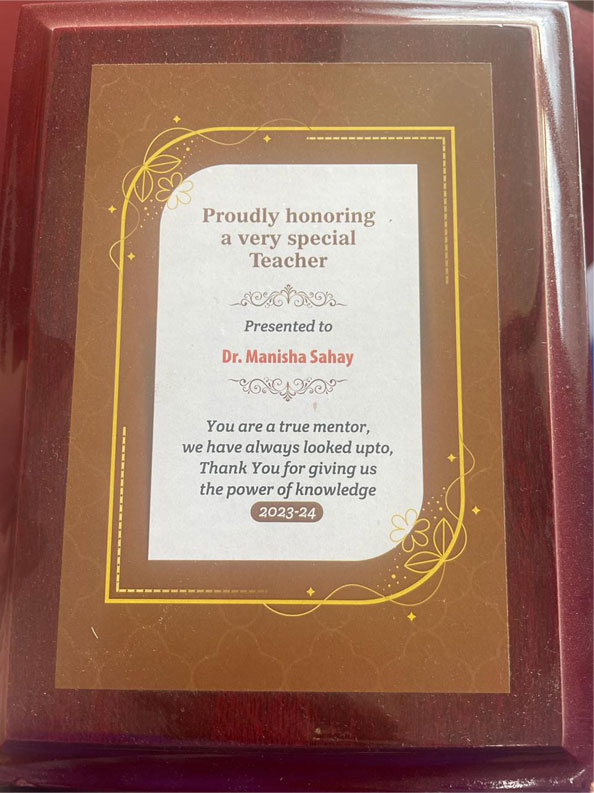 Proudly honoring
a very special
Teacher
Presented to
Dr. Manisha Sahay
You are a true mentor,
we have always looked upto,
Thank You for giving us
the power of knowledge
2023-24